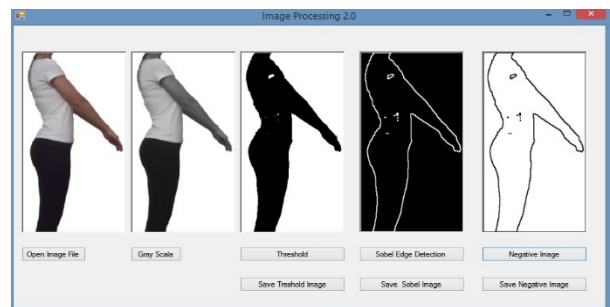 Image Processing 2.0
Open Image File Gray Scala Threshold Sobel Edge Detection Negative Image
Save Treshold Image Save Sobel Image Save Negative Image